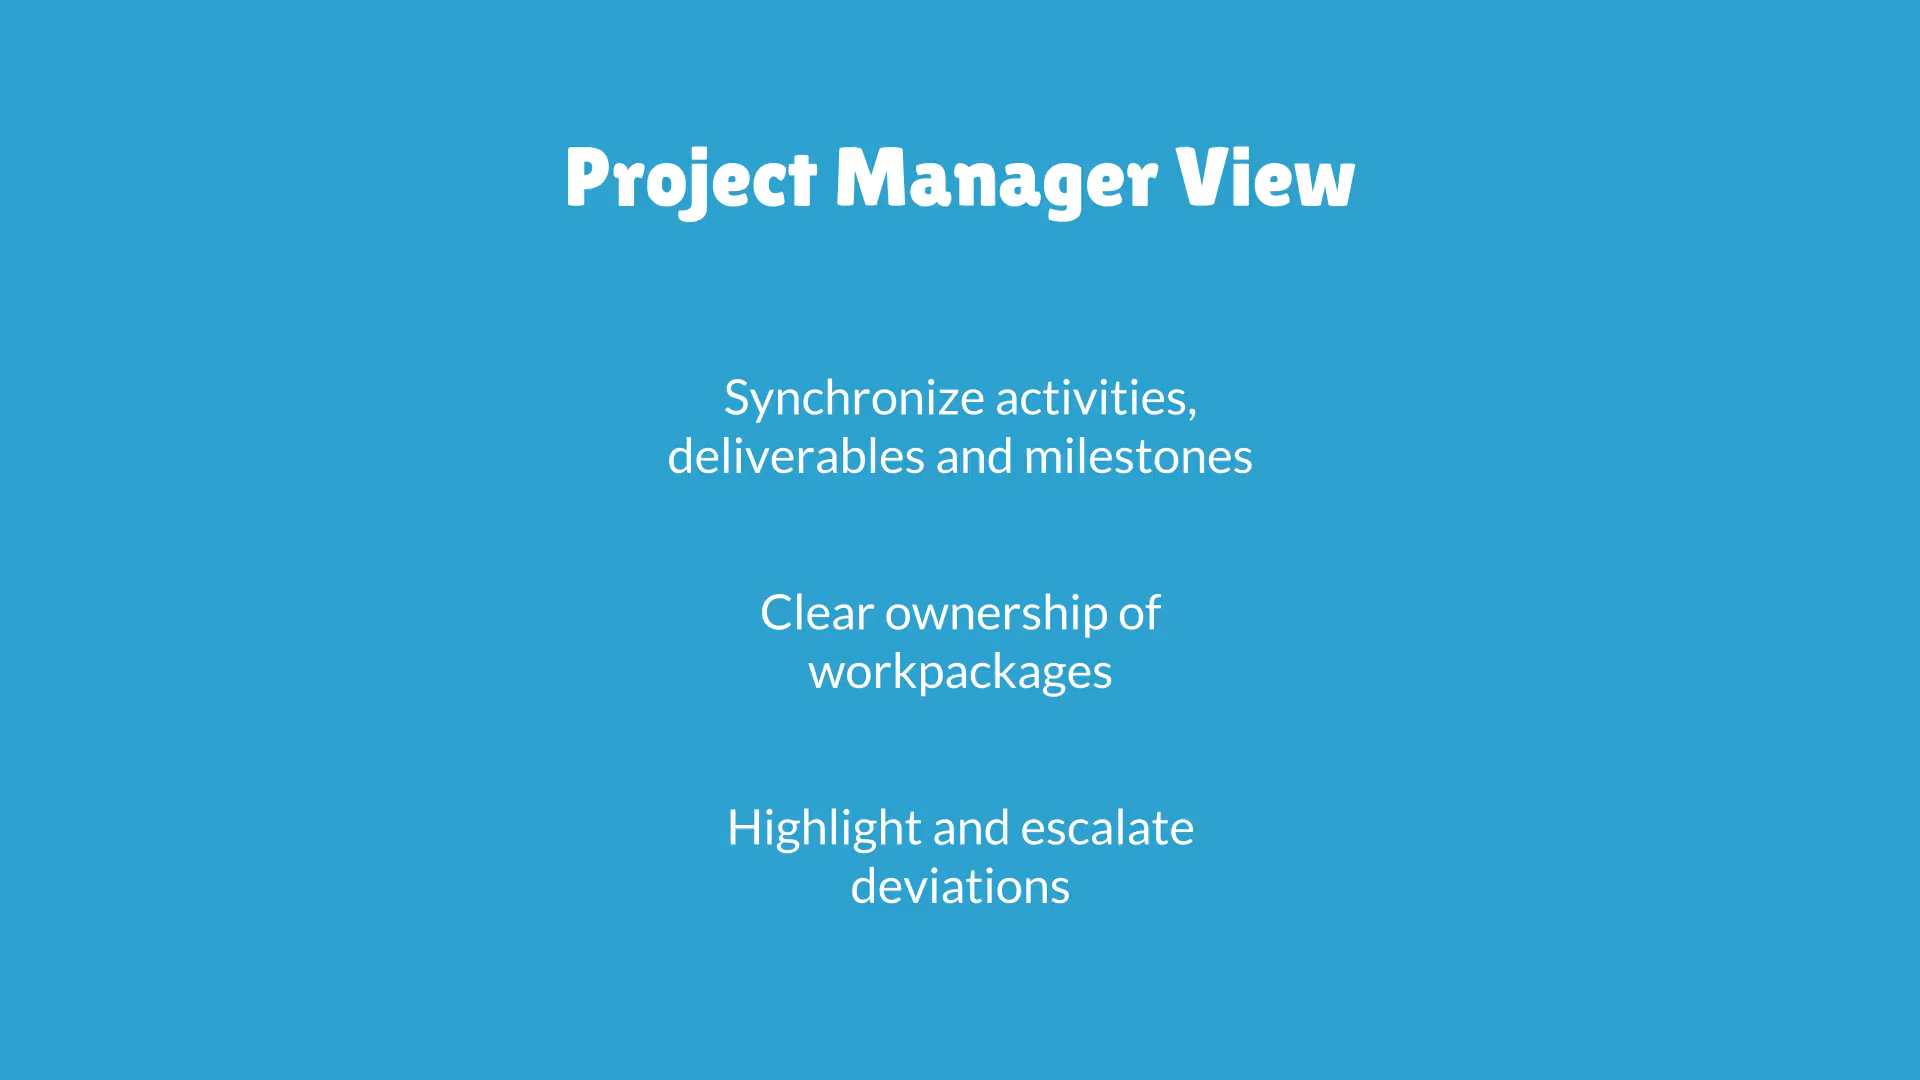 Project Manager View
Synchronize activities,
deliverables and milestones
Clear ownership of
workpackages
Highlight and escalate
deviations